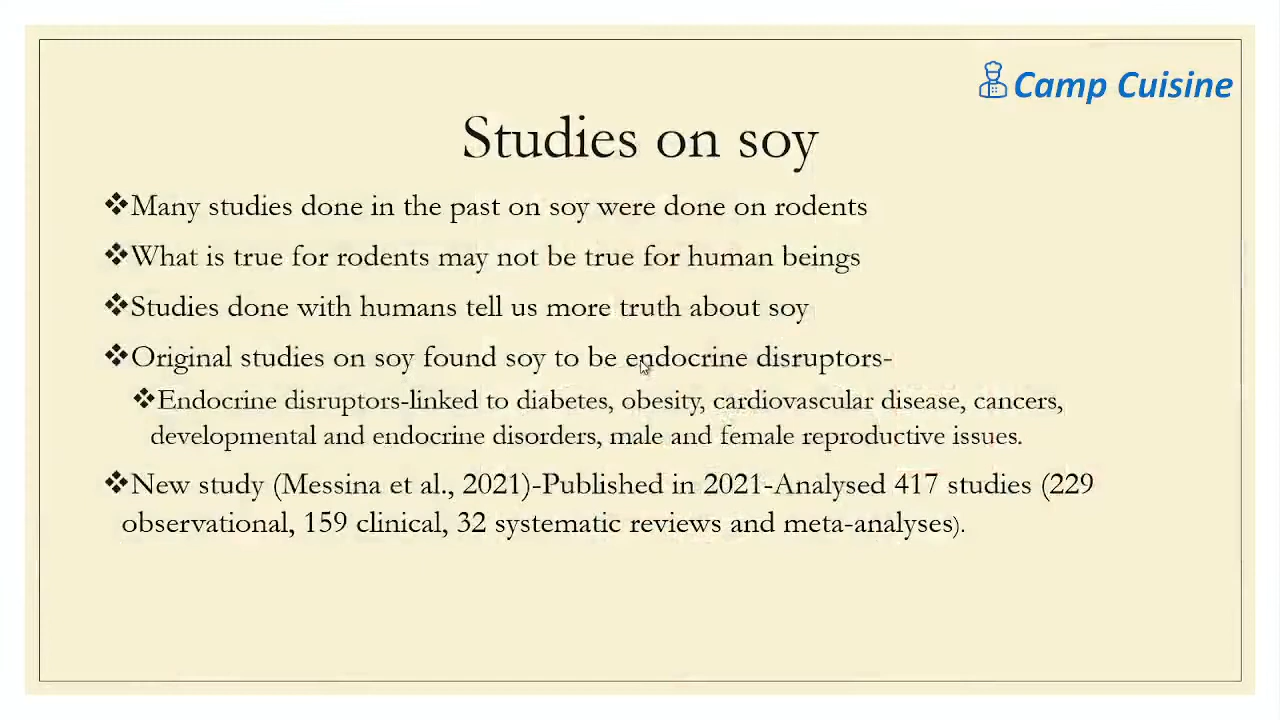 Camp Cuisine
Studies on soy
❖Many studies done in the past on soy were done on rodents
❖What is true for rodents may not be true for human beings
❖Studies done with humans tell us more truth about soy
❖Original studies on soy found soy to be endocrine disruptors-
❖Endocrine disruptors-linked to diabetes, obesity, cardiovascular disease, cancers,
developmental and endocrine disorders, male and female reproductive issues.
❖New study (Messina et al., 2021)-Published in 2021-Analysed 417 studies (229
observational, 159 clinical, 32 systematic reviews and meta-analyses).